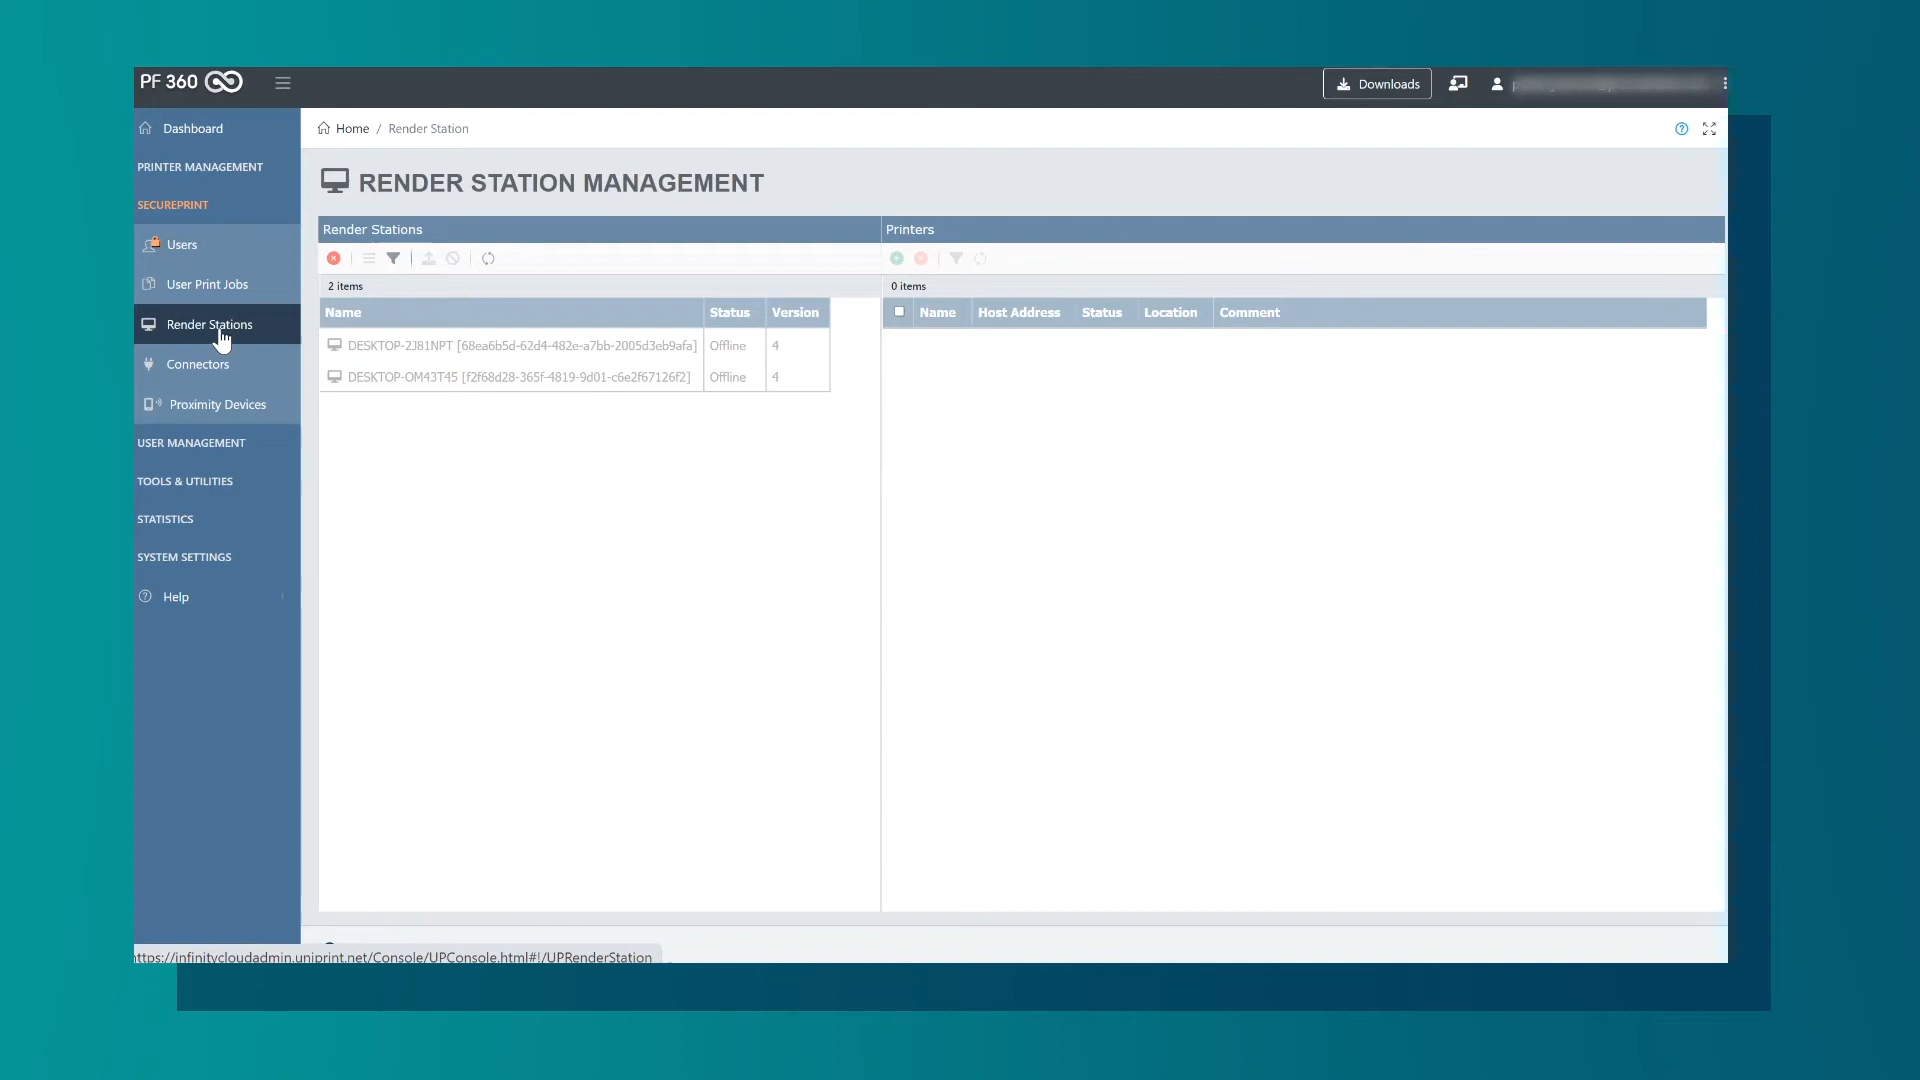 PF 360
Downloads
Dashboard
Home / Render Station
PRINTER MANAGEMENT
SECUREPRINT
Users
User Print Jobs
Render Stations
Connectors
Proximity Devices
USER MANAGEMENT
TOOLS & UTILITIES
STATISTICS
SYSTEM SETTINGS
Help
RENDER STATION MANAGEMENT
Render Stations
2 items
Name Status Version
DESKTOP-2J81NPT [68ea6b5d-62d4-482e-a7bb-2005d3eb9afa] Offline 4
DESKTOP-OM43T45 [f2f68d28-365f-4819-9d01-c6e2f67126f2] Offline 4
Printers
0 items
Name Host Address Status Location Comment
https://infinitycloudadmin.uniprint.net/Console/UPConsole.html#!/UPRenderStation